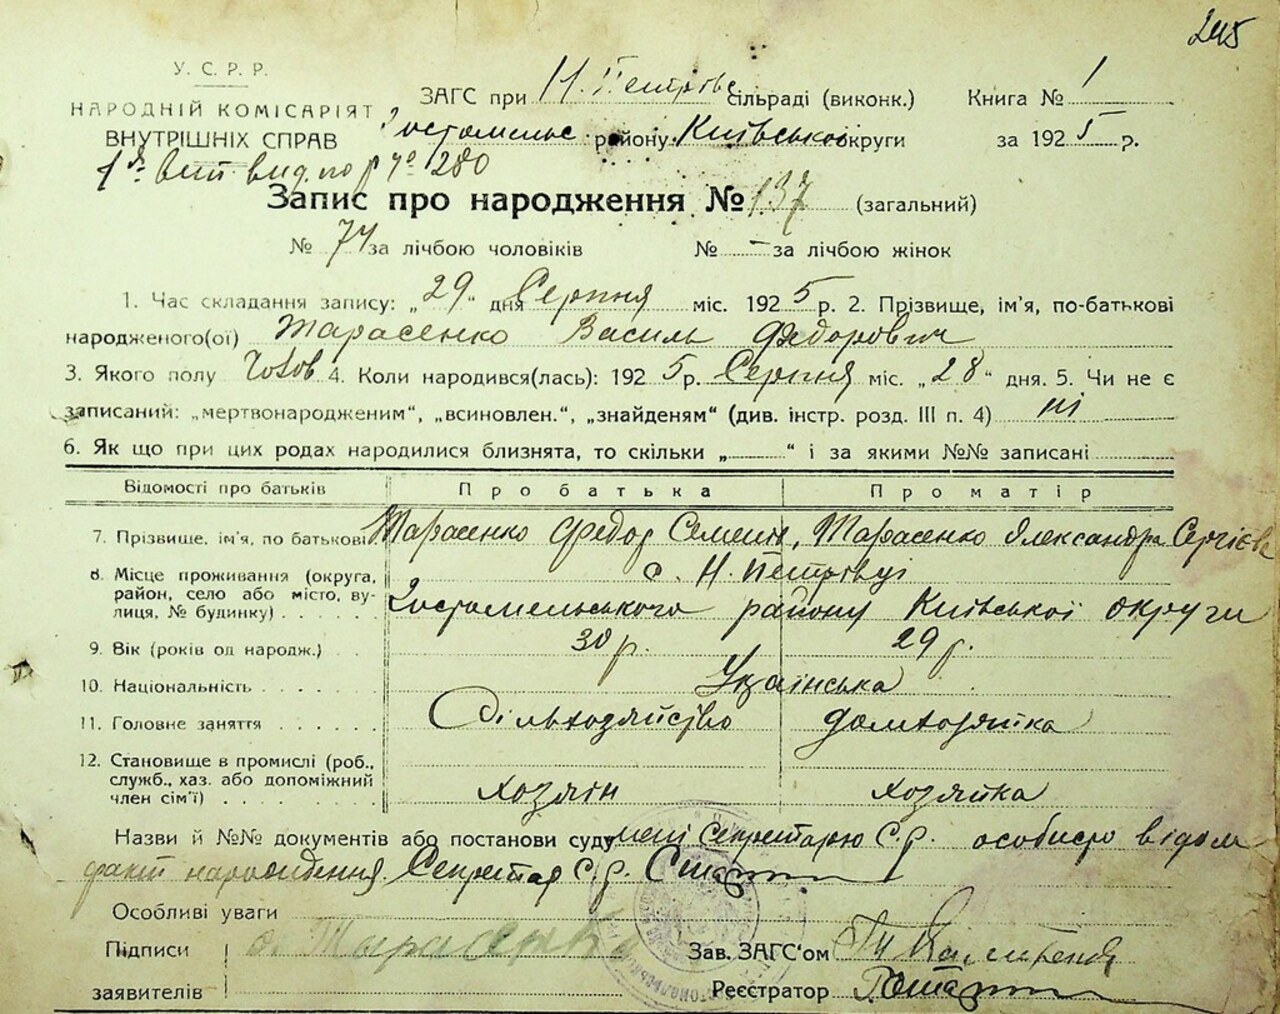 245
У. С. Р. Р.
НАРОДНІЙ КОМІСАРІЯТ
ВНУТРІШНІХ СПРАВ
ЗАГС при Н. Петрівс сільраді (виконк.) Книга № 1
Гостомельс району Київської округи за 1925 р.
вид. по № 280
Запис про народження № 137 (загальний)
№ 74 за лічбою чоловіків № – за лічбою жінок
1. Час складання запису: „29“ дня Серпня міс. 1925 р. 2. Прізвище, ім'я, по-батькові
народженого(ої) Тарасенко Василь Федорович
3. Якого полу Чолов 4. Коли народився(лась): 1925 р. Серпня міс. „28“ дня. 5. Чи не є
записаний: „мертвонародженим“, „всиновлен.“, „знайденям“ (див. інстр. розд. III п. 4) ні
6. Як що при цих родах народилися близнята, то скільки „ “ і за якими №№ записані
Відомості про батьків Про батька Про матір
7. Прізвище, ім'я, по батькові Тарасенко Федор Семенів, Тарасенко Александра Сергієва
8. Місце проживання (округа, район, село або місто, вулиця, № будинку) с. Н. Петрівці
Гостомельського району Київської округи
9. Вік (років од народж.) 30 р. 29 р.
10. Національність Українська
11. Головне заняття Сільхозяйство домхозяйка
12. Становище в промислі (роб., служб., хаз. або допоміжний член сім'ї) хозяін хозяйка
Назви й №№ документів або постанови суду мені секретарю С.р. особисто відом
факт народження. Секретар С.р.
Особливі уваги
Підписи Тарасенко Зав. ЗАГС'ом
заявителів Реєстратор